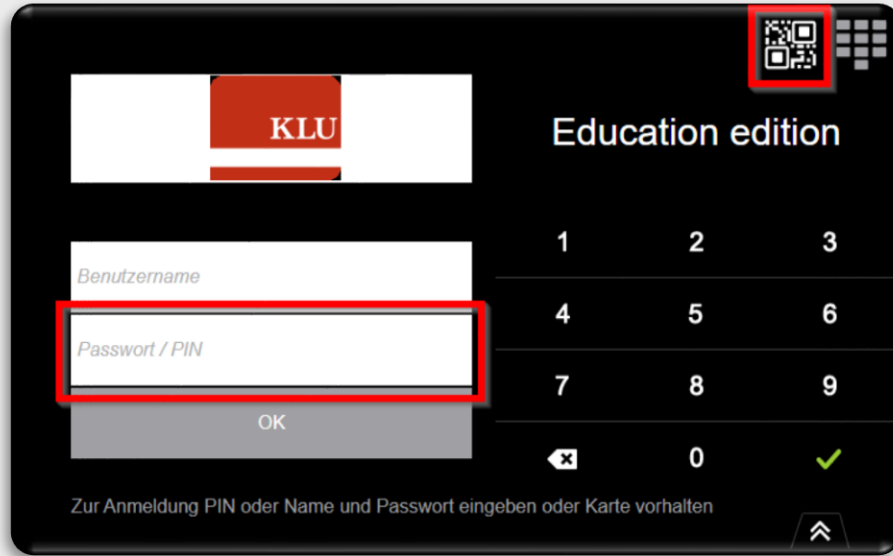 KLU
Education edition
Benutzername
Passwort / PIN
OK
1 2 3
4 5 6
7 8 9
0
Zur Anmeldung PIN oder Name und Passwort eingeben oder Karte vorhalten